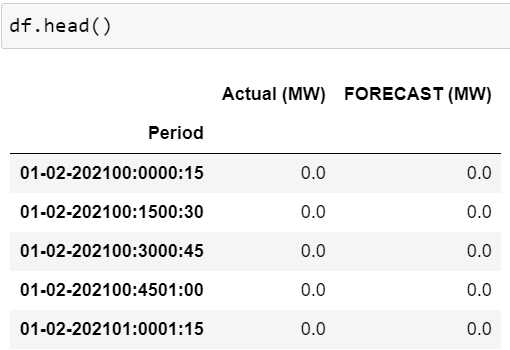 df.head()
Actual (MW) FORECAST (MW)
Period
01-02-202100:0000:15 0.0 0.0
01-02-202100:1500:30 0.0 0.0
01-02-202100:3000:45 0.0 0.0
01-02-202100:4501:00 0.0 0.0
01-02-202101:0001:15 0.0 0.0